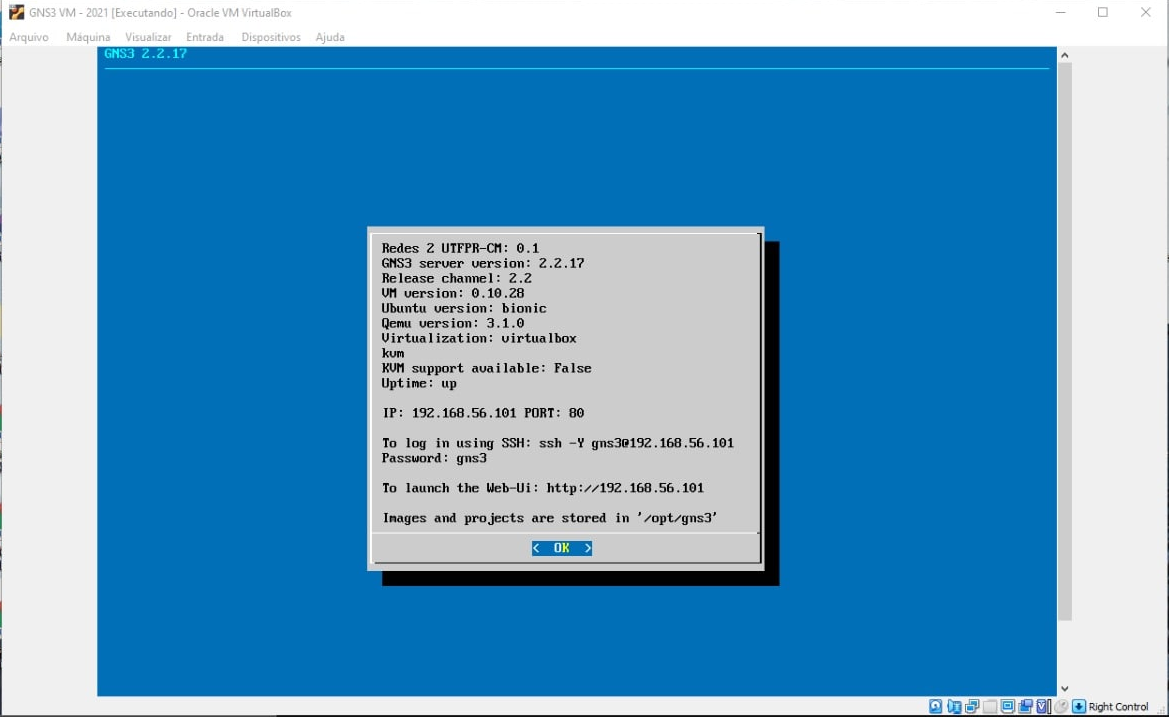 GNS3 VM - 2021 [Executando] - Oracle VM VirtualBox
Arquivo Máquina Visualizar Entrada Dispositivos Ajuda
GNS3 2.2.17
Redes 2 UTFPR-CM: 0.1
GNS3 server version: 2.2.17
Release channel: 2.2
VM version: 0.10.28
Ubuntu version: bionic
Qemu version: 3.1.0
Virtualization: virtualbox
kvm
KVM support available: False
Uptime: up
IP: 192.168.56.101 PORT: 80
To log in using SSH: ssh -Y gns3@192.168.56.101
Password: gns3
To launch the Web-Ui: http://192.168.56.101
Images and projects are stored in '/opt/gns3'
< OK >
Right Control